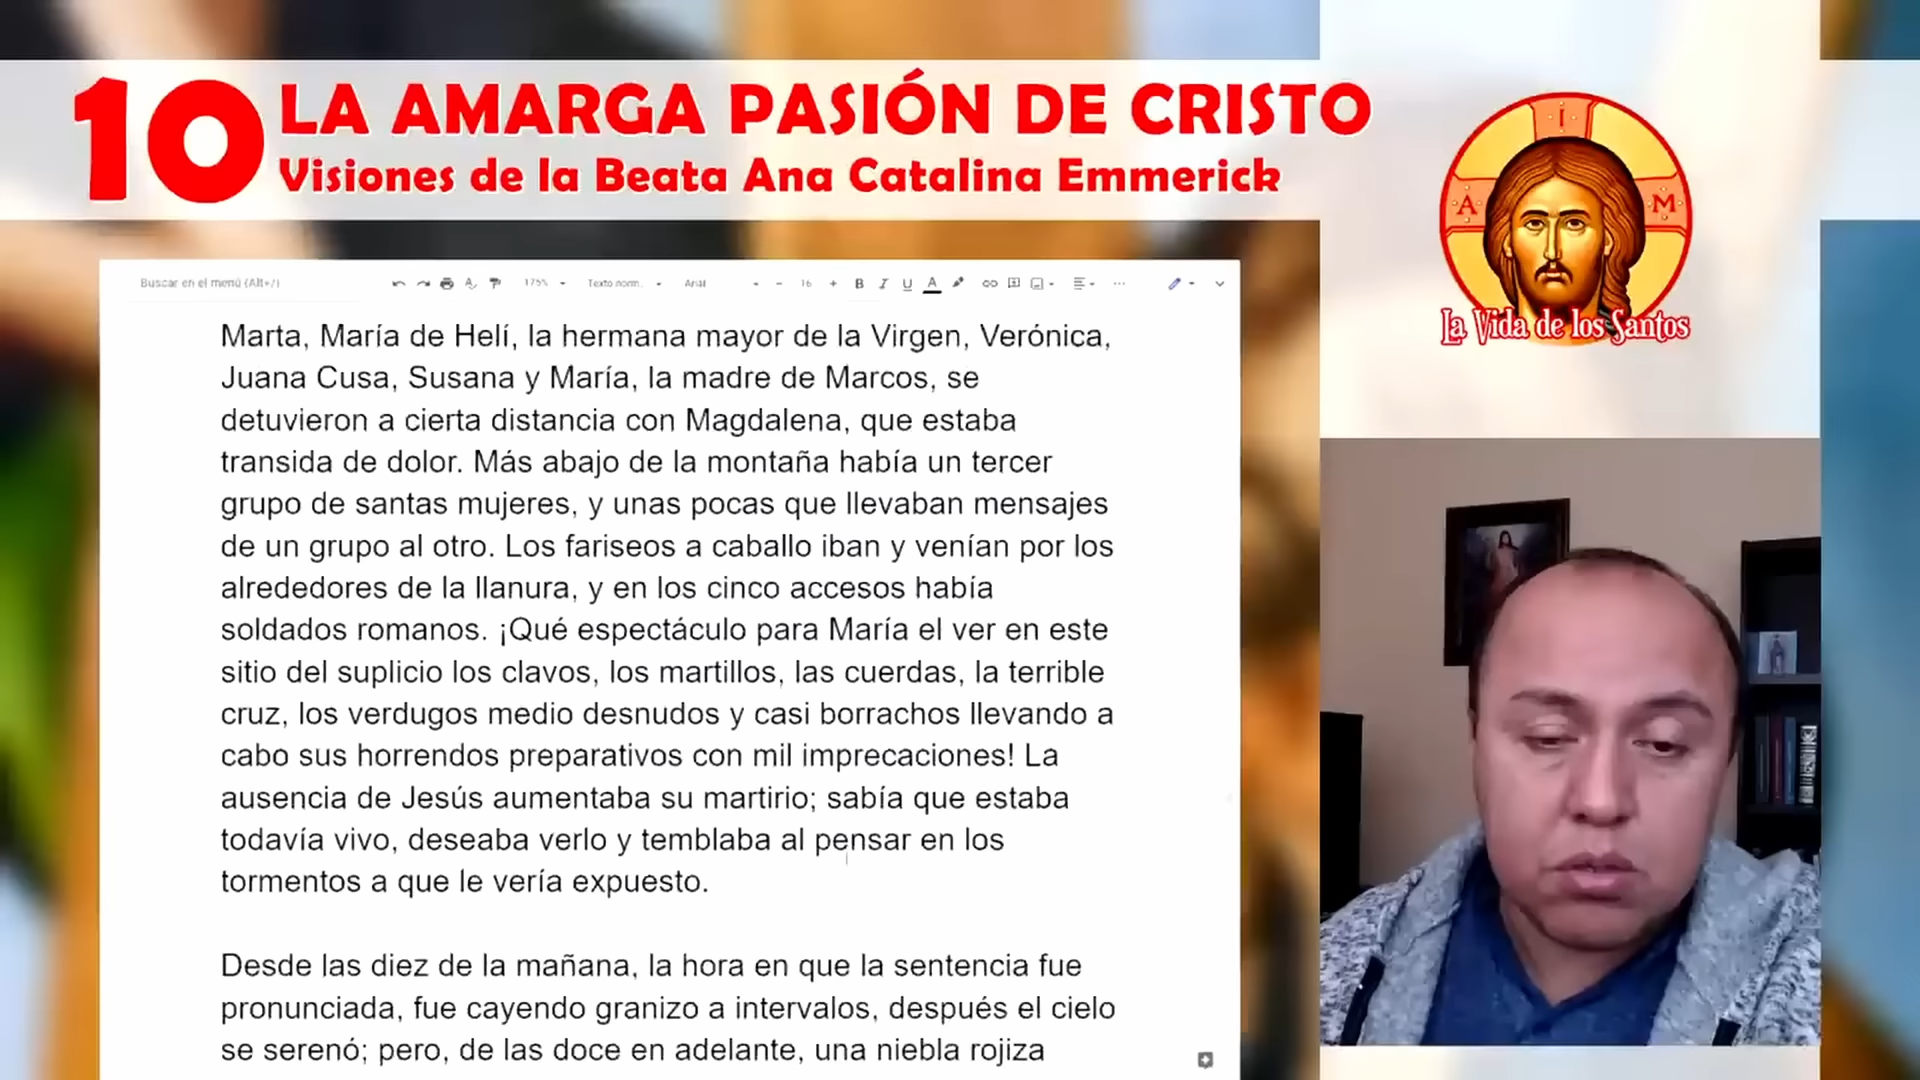 10
LA AMARGA PASIÓN DE CRISTO
Visiones de la Beata Ana Catalina Emmerick
I
A M
La Vida de los Santos
Buscar en el menú (Alt+/)
175% Texto norm... Arial - 16 + B I U A
Marta, María de Helí, la hermana mayor de la Virgen, Verónica,
Juana Cusa, Susana y María, la madre de Marcos, se
detuvieron a cierta distancia con Magdalena, que estaba
transida de dolor. Más abajo de la montaña había un tercer
grupo de santas mujeres, y unas pocas que llevaban mensajes
de un grupo al otro. Los fariseos a caballo iban y venían por los
alrededores de la llanura, y en los cinco accesos había
soldados romanos. ¡Qué espectáculo para María el ver en este
sitio del suplicio los clavos, los martillos, las cuerdas, la terrible
cruz, los verdugos medio desnudos y casi borrachos llevando a
cabo sus horrendos preparativos con mil imprecaciones! La
ausencia de Jesús aumentaba su martirio; sabía que estaba
todavía vivo, deseaba verlo y temblaba al pensar en los
tormentos a que le vería expuesto.
Desde las diez de la mañana, la hora en que la sentencia fue
pronunciada, fue cayendo granizo a intervalos, después el cielo
se serenó; pero, de las doce en adelante, una niebla rojiza